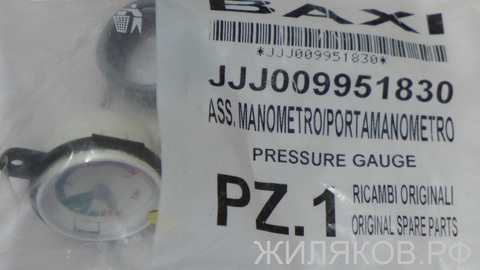 BAXI
*JJJ009951830*
JJJ009951830
ASS. MANOMETRO/PORTAMANOMETRO
PRESSURE GAUGE
PZ.1
RICAMBI ORIGINALI
ORIGINAL SPARE PARTS
ЖИЛЯКОВ.РФ